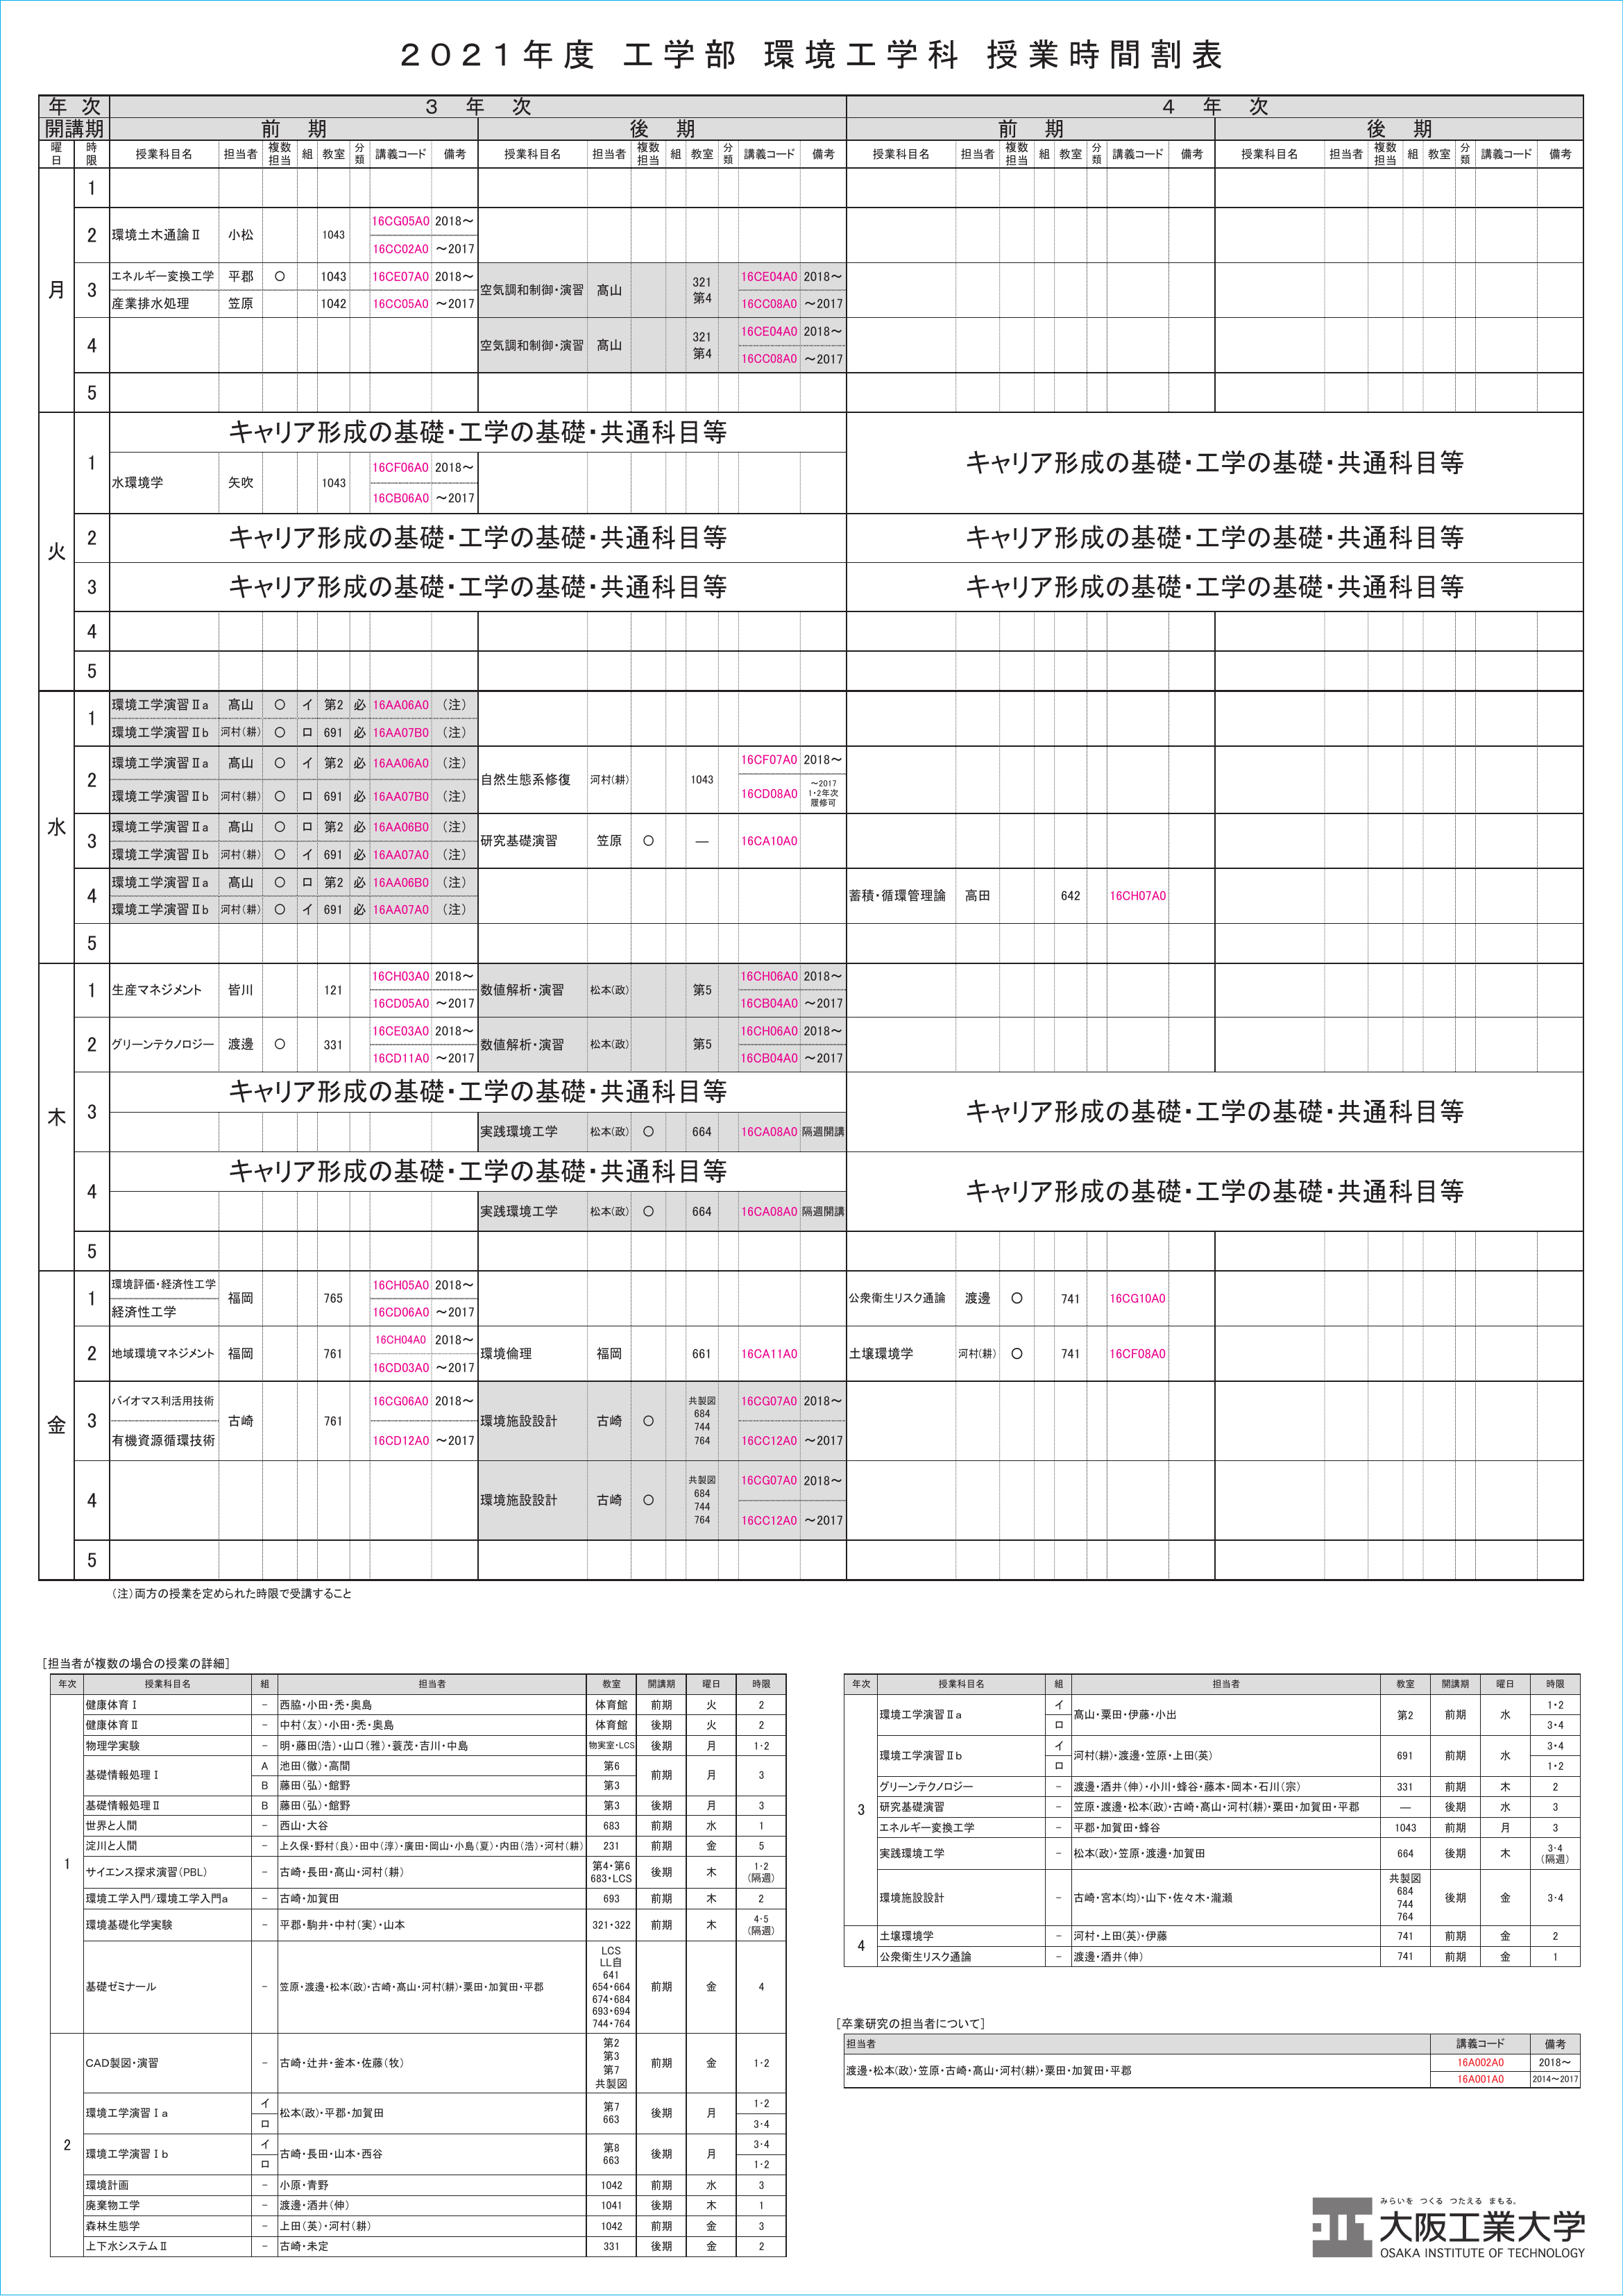 2021年度 工学部 環境工学科 授業時間割表
年次 3年次 4年次
開講期 前期 後期 前期 後期
曜日 時限 授業科目名 担当者 複数担当 組 教室 分類 講義コード 備考 授業科目名 担当者 複数担当 組 教室 分類 講義コード 備考 授業科目名 担当者 複数担当 組 教室 分類 講義コード 備考 授業科目名 担当者 複数担当 組 教室 分類 講義コード 備考
月
1
2 環境土木通論Ⅱ 小松 1043 16CG05A0 2018～
16CC02A0 ～2017
3 エネルギー変換工学 平郡 ○ 1043 16CE07A0 2018～ 空気調和制御・演習 髙山 321 第4 16CE04A0 2018～
産業排水処理 笠原 1042 16CC05A0 ～2017 16CC08A0 ～2017
4 空気調和制御・演習 髙山 321 第4 16CE04A0 2018～
16CC08A0 ～2017
5
火
1 キャリア形成の基礎・工学の基礎・共通科目等 キャリア形成の基礎・工学の基礎・共通科目等
水環境学 矢吹 1043 16CF06A0 2018～
16CB06A0 ～2017
2 キャリア形成の基礎・工学の基礎・共通科目等 キャリア形成の基礎・工学の基礎・共通科目等
3 キャリア形成の基礎・工学の基礎・共通科目等 キャリア形成の基礎・工学の基礎・共通科目等
4
5
水
1 環境工学演習Ⅱa 髙山 ○ イ 第2 必 16AA06A0 （注）
環境工学演習Ⅱb 河村（耕） ○ ロ 691 必 16AA07B0 （注）
2 環境工学演習Ⅱa 髙山 ○ イ 第2 必 16AA06A0 （注） 自然生態系修復 河村（耕） 1043 16CF07A0 2018～
環境工学演習Ⅱb 河村（耕） ○ ロ 691 必 16AA07B0 （注） 16CD08A0 ～2017 1・2年次 履修可
3 環境工学演習Ⅱa 髙山 ○ ロ 第2 必 16AA06B0 （注） 研究基礎演習 笠原 ○ ― 16CA10A0
環境工学演習Ⅱb 河村（耕） ○ イ 691 必 16AA07A0 （注）
4 環境工学演習Ⅱa 髙山 ○ ロ 第2 必 16AA06B0 （注） 蓄積・循環管理論 高田 642 16CH07A0
環境工学演習Ⅱb 河村（耕） ○ イ 691 必 16AA07A0 （注）
5
木
1 生産マネジメント 皆川 121 16CH03A0 2018～ 数値解析・演習 松本（政） 第5 16CH06A0 2018～
16CD05A0 ～2017 16CB04A0 ～2017
2 グリーンテクノロジー 渡邊 ○ 331 16CE03A0 2018～ 数値解析・演習 松本（政） 第5 16CH06A0 2018～
16CD11A0 ～2017 16CB04A0 ～2017
3 キャリア形成の基礎・工学の基礎・共通科目等 キャリア形成の基礎・工学の基礎・共通科目等
実践環境工学 松本（政） ○ 664 16CA08A0 隔週開講
4 キャリア形成の基礎・工学の基礎・共通科目等 キャリア形成の基礎・工学の基礎・共通科目等
実践環境工学 松本（政） ○ 664 16CA08A0 隔週開講
5
金
1 環境評価・経済性工学 福岡 765 16CH05A0 2018～ 公衆衛生リスク通論 渡邊 ○ 741 16CG10A0
経済性工学 16CD06A0 ～2017
2 地域環境マネジメント 福岡 761 16CH04A0 2018～ 環境倫理 福岡 661 16CA11A0 土壌環境学 河村（耕） ○ 741 16CF08A0
16CD03A0 ～2017
3 バイオマス利活用技術 古崎 761 16CG06A0 2018～ 環境施設設計 古崎 ○ 共製図 684 744 764 16CG07A0 2018～
有機資源循環技術 16CD12A0 ～2017 16CC12A0 ～2017
4 環境施設設計 古崎 ○ 共製図 684 744 764 16CG07A0 2018～
16CC12A0 ～2017
5
（注）両方の授業を定められた時限で受講すること
［担当者が複数の場合の授業の詳細］
年次 授業科目名 組 担当者 教室 開講期 曜日 時限
1
健康体育Ⅰ － 西脇・小田・禿・奥島 体育館 前期 火 2
健康体育Ⅱ － 中村（友）・小田・禿・奥島 体育館 後期 火 2
物理学実験 － 明・藤田（浩）・山口（雅）・蓑茂・吉川・中島 物実室・LCS 後期 月 1・2
基礎情報処理Ⅰ A 池田（徹）・高間 第6 前期 月 3
B 藤田（弘）・館野 第3
基礎情報処理Ⅱ B 藤田（弘）・館野 第3 後期 月 3
世界と人間 － 西山・大谷 683 前期 水 1
淀川と人間 － 上久保・野村（良）・田中（淳）・廣田・岡山・小島（夏）・内田（浩）・河村（耕） 231 前期 金 5
サイエンス探求演習（PBL） － 古崎・長田・髙山・河村（耕） 第4・第6 683・LCS 後期 木 1・2（隔週）
環境工学入門/環境工学入門a － 古崎・加賀田 693 前期 木 2
環境基礎化学実験 － 平郡・駒井・中村（実）・山本 321・322 前期 木 4・5（隔週）
基礎ゼミナール － 笠原・渡邊・松本（政）・古崎・髙山・河村（耕）・粟田・加賀田・平郡 LCS LL自 641 654・664 674・684 693・694 744・764 前期 金 4
2
CAD製図・演習 － 古崎・辻井・釜本・佐藤（牧） 第2 第3 第7 共製図 前期 金 1・2
環境工学演習Ⅰa イ 松本（政）・平郡・加賀田 第7 663 後期 月 1・2
ロ 3・4
環境工学演習Ⅰb イ 古崎・長田・山本・西谷 第8 663 後期 月 3・4
ロ 1・2
環境計画 － 小原・青野 1042 前期 水 3
廃棄物工学 － 渡邊・酒井（伸） 1041 後期 木 1
森林生態学 － 上田（英）・河村（耕） 1042 前期 金 3
上下水システムⅡ － 古崎・未定 331 後期 金 2
年次 授業科目名 組 担当者 教室 開講期 曜日 時限
3
環境工学演習Ⅱa イ 髙山・粟田・伊藤・小出 第2 前期 水 1・2
ロ 3・4
環境工学演習Ⅱb イ 河村（耕）・渡邊・笠原・上田（英） 691 前期 水 3・4
ロ 1・2
グリーンテクノロジー － 渡邊・酒井（伸）・小川・蜂谷・藤本・岡本・石川（宗） 331 前期 木 2
研究基礎演習 － 笠原・渡邊・松本（政）・古崎・髙山・河村（耕）・粟田・加賀田・平郡 ― 後期 水 3
エネルギー変換工学 － 平郡・加賀田・蜂谷 1043 前期 月 3
実践環境工学 － 松本（政）・笠原・渡邊・加賀田 664 後期 木 3・4（隔週）
環境施設設計 － 古崎・宮本（均）・山下・佐々木・瀧瀬 共製図 684 744 764 後期 金 3・4
4
土壌環境学 － 河村・上田（英）・伊藤 741 前期 金 2
公衆衛生リスク通論 － 渡邊・酒井（伸） 741 前期 金 1
［卒業研究の担当者について］
担当者 講義コード 備考
渡邊・松本（政）・笠原・古崎・髙山・河村（耕）・粟田・加賀田・平郡 16A002A0 2018～
16A001A0 2014～2017
みらいを つくる つたえる まもる。
大阪工業大学
OSAKA INSTITUTE OF TECHNOLOGY